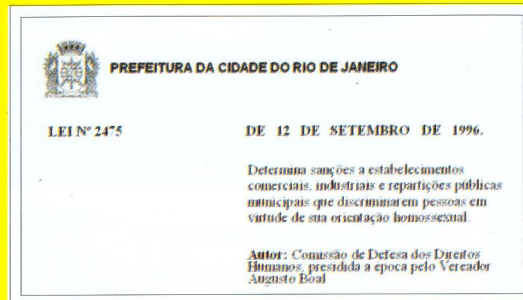 PREFEITURA DA CIDADE DO RIO DE JANEIRO
LEI Nº 2475
DE 12 DE SETEMBRO DE 1996.
Determina sanções a estabelecimentos
comerciais, industriais e repartições públicas
municipais que discriminarem pessoas em
virtude de sua orientação homossexual.
Autor: Comissão de Defesa dos Direitos
Humanos, presidida a época pelo Vereador
Augusto Boal